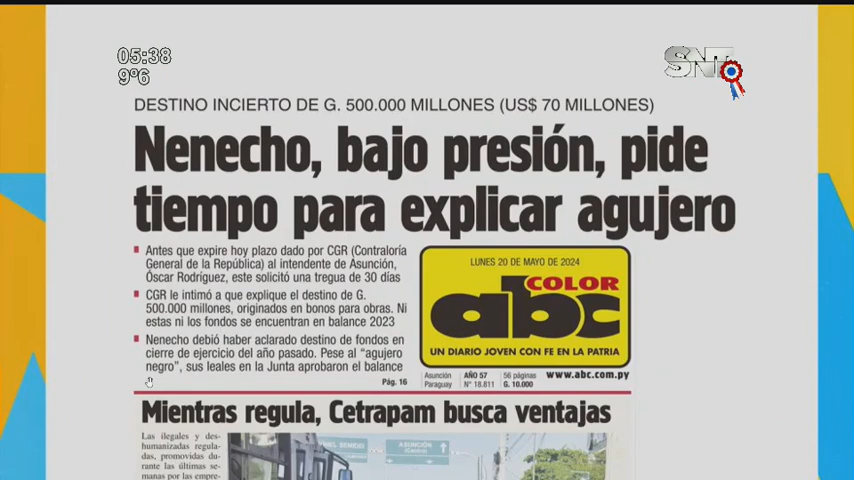 05:38
9º6
SNT
DESTINO INCIERTO DE G. 500.000 MILLONES (US$ 70 MILLONES)
Nenecho, bajo presión, pide
tiempo para explicar agujero
Antes que expire hoy plazo dado por CGR (Contraloría
General de la República) al intendente de Asunción,
Óscar Rodríguez, este solicitó una tregua de 30 días
CGR le intimó a que explique el destino de G.
500.000 millones, originados en bonos para obras. Ni
estas ni los fondos se encuentran en balance 2023
Nenecho debió haber aclarado destino de fondos en
cierre de ejercicio del año pasado. Pese al “agujero
negro”, sus leales en la Junta aprobaron el balance
Pág. 16
LUNES 20 DE MAYO DE 2024
COLOR
abc
UN DIARIO JOVEN CON FE EN LA PATRIA
Asunción
Paraguay
AÑO 57
N° 18.811
56 páginas
G. 10.000
www.abc.com.py
Mientras regula, Cetrapam busca ventajas
Las ilegales y des-
humanizadas regula-
das, promovidas du-
rante las últimas se-
manas por las empre-
ASUNCIÓN